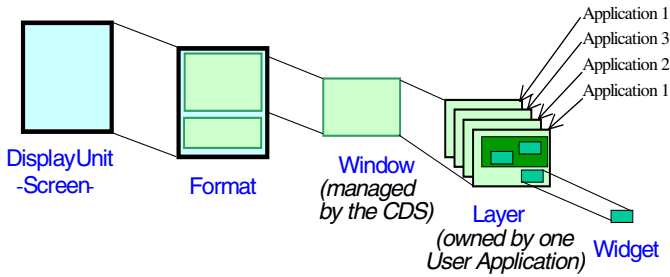 Application 1
Application 3
Application 2
Application 1
DisplayUnit
-Screen-
Format
Window
(managed
by the CDS)
Layer
(owned by one
User Application)
Widget